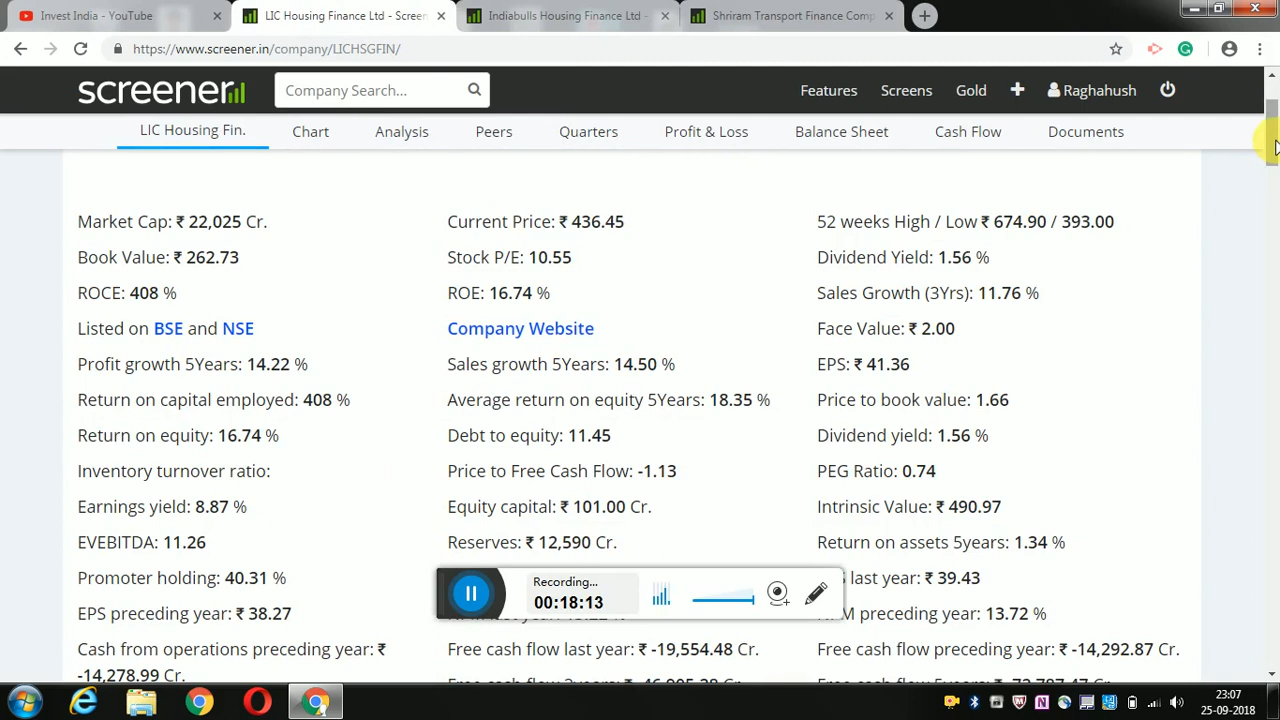 Invest India - YouTube
LIC Housing Finance Ltd - Screen
Indiabulls Housing Finance Ltd -
Shriram Transport Finance Comp
https://www.screener.in/company/LICHSGFIN/
screener
Company Search...
Features
Screens
Gold
Raghahush
LIC Housing Fin.
Chart
Analysis
Peers
Quarters
Profit & Loss
Balance Sheet
Cash Flow
Documents
Market Cap: ₹ 22,025 Cr.
Current Price: ₹ 436.45
52 weeks High / Low ₹ 674.90 / 393.00
Book Value: ₹ 262.73
Stock P/E: 10.55
Dividend Yield: 1.56 %
ROCE: 408 %
ROE: 16.74 %
Sales Growth (3Yrs): 11.76 %
Listed on BSE and NSE
Company Website
Face Value: ₹ 2.00
Profit growth 5Years: 14.22 %
Sales growth 5Years: 14.50 %
EPS: ₹ 41.36
Return on capital employed: 408 %
Average return on equity 5Years: 18.35 %
Price to book value: 1.66
Return on equity: 16.74 %
Debt to equity: 11.45
Dividend yield: 1.56 %
Inventory turnover ratio:
Price to Free Cash Flow: -1.13
PEG Ratio: 0.74
Earnings yield: 8.87 %
Equity capital: ₹ 101.00 Cr.
Intrinsic Value: ₹ 490.97
EVEBITDA: 11.26
Reserves: ₹ 12,590 Cr.
Return on assets 5years: 1.34 %
Promoter holding: 40.31 %
last year: ₹ 39.43
Recording...
00:18:13
EPS preceding year: ₹ 38.27
preceding year: 13.72 %
Cash from operations preceding year: ₹
-14,278.99 Cr.
Free cash flow last year: ₹ -19,554.48 Cr.
Free cash flow preceding year: ₹ -14,292.87 Cr.
23:07
25-09-2018